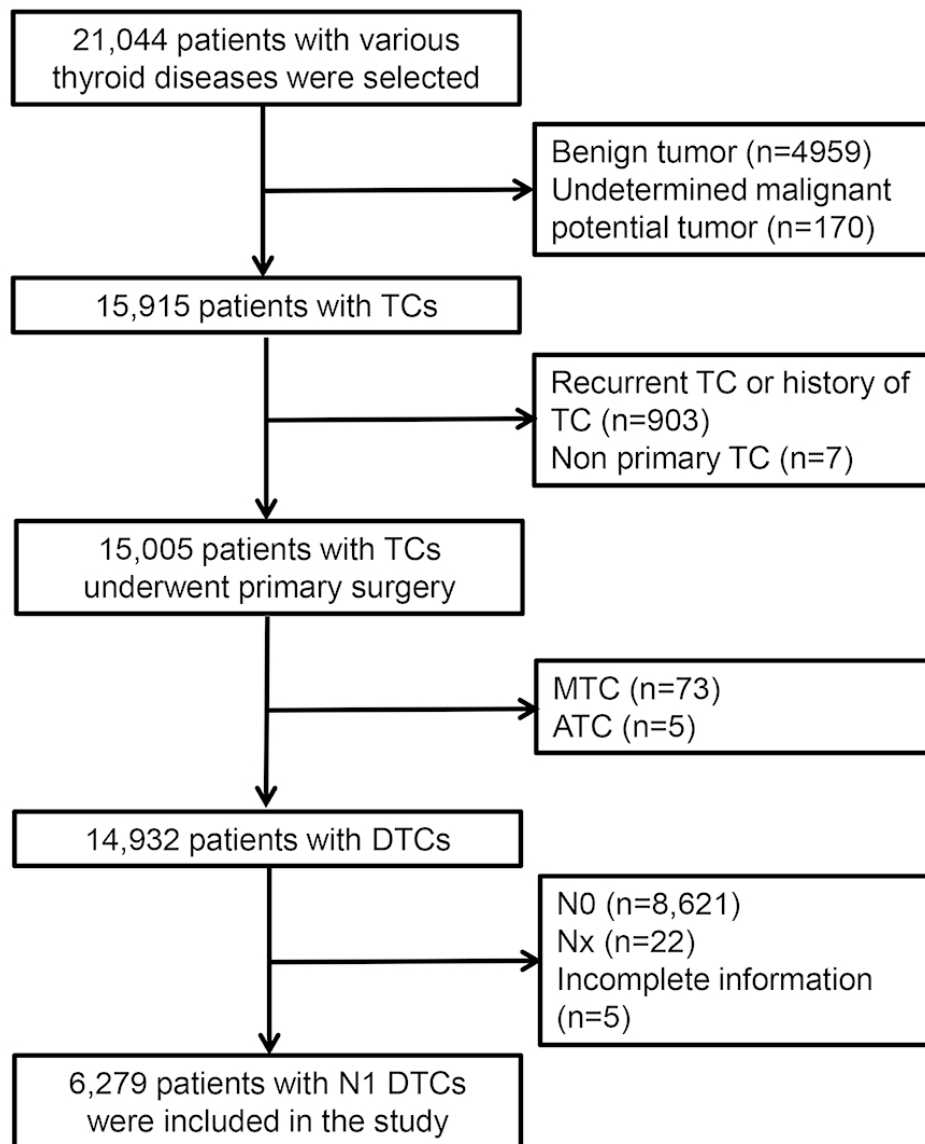 21,044 patients with various
thyroid diseases were selected
Benign tumor (n=4959)
Undetermined malignant
potential tumor (n=170)
15,915 patients with TCs
Recurrent TC or history of
TC (n=903)
Non primary TC (n=7)
15,005 patients with TCs
underwent primary surgery
MTC (n=73)
ATC (n=5)
14,932 patients with DTCs
N0 (n=8,621)
Nx (n=22)
Incomplete information
(n=5)
6,279 patients with N1 DTCs
were included in the study